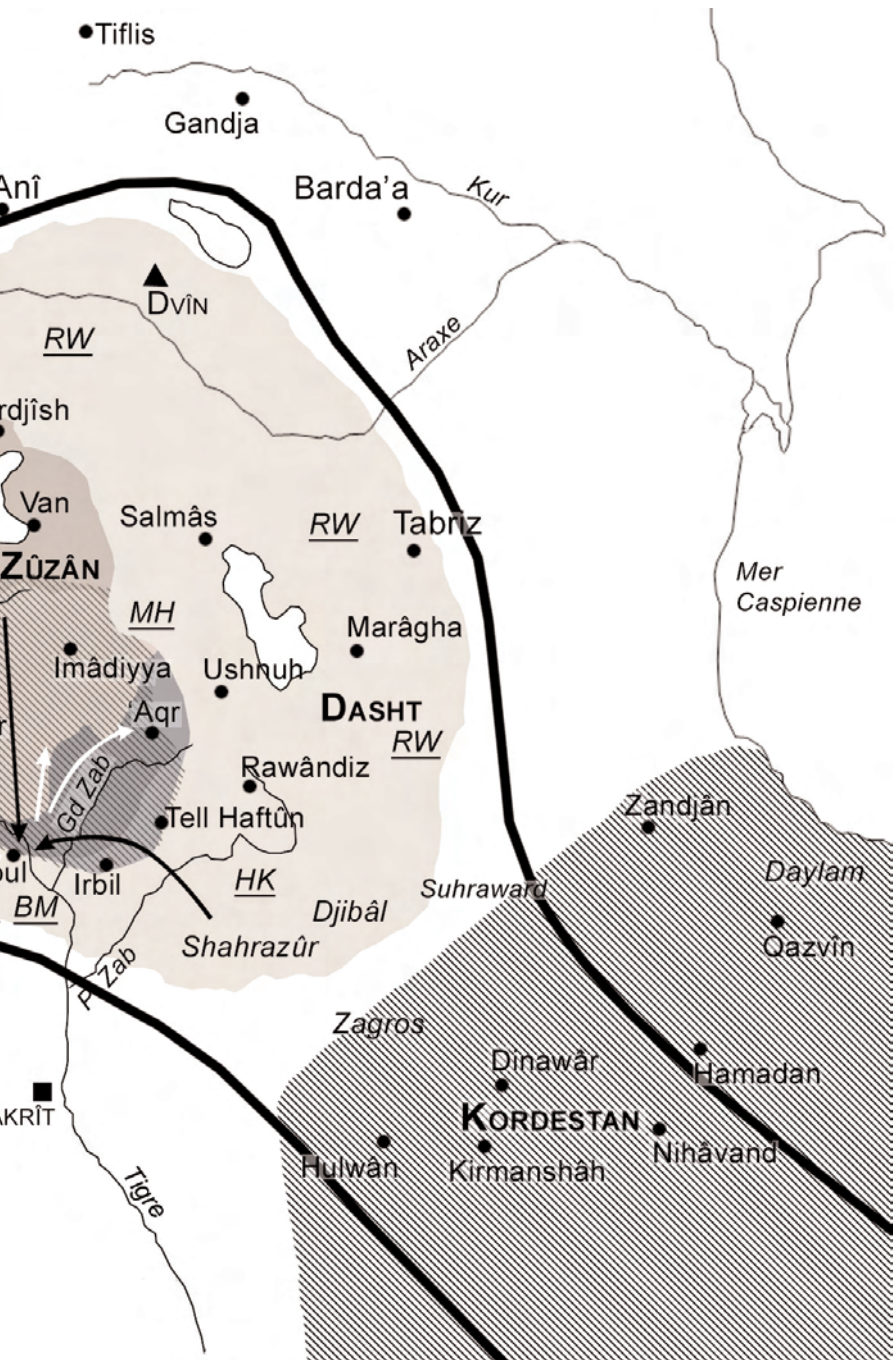 Tiflis
Gandja
Anî
Barda’a
Kur
DVÎN
Araxe
RW
rdjîsh
Van
Salmâs
RW
Tabrîz
ZÛZÂN
Mer
Caspienne
MH
Marâgha
Imâdiyya
Ushnuh
‘Aqr
DASHT
r
RW
Gd Zab
Rawândiz
Zandjân
Tell Haftûn
oul
Irbil
HK
Suhraward
Daylam
BM
Djibâl
Qazvîn
Shahrazûr
P. Zab
Zagros
Dinawâr
Hamadan
AKRÎT
KORDESTAN
Hulwân
Kirmanshâh
Nihâvand
Tigre